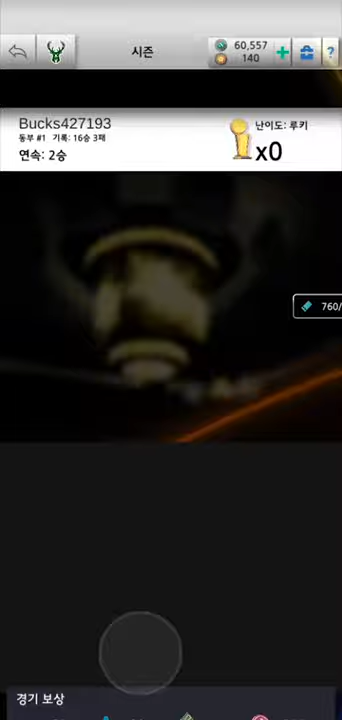 시즌
60,557
140
?
Bucks427193
동부 #1 기록: 16승 3패
연속: 2승
난이도: 루키
x0
760/
경기 보상